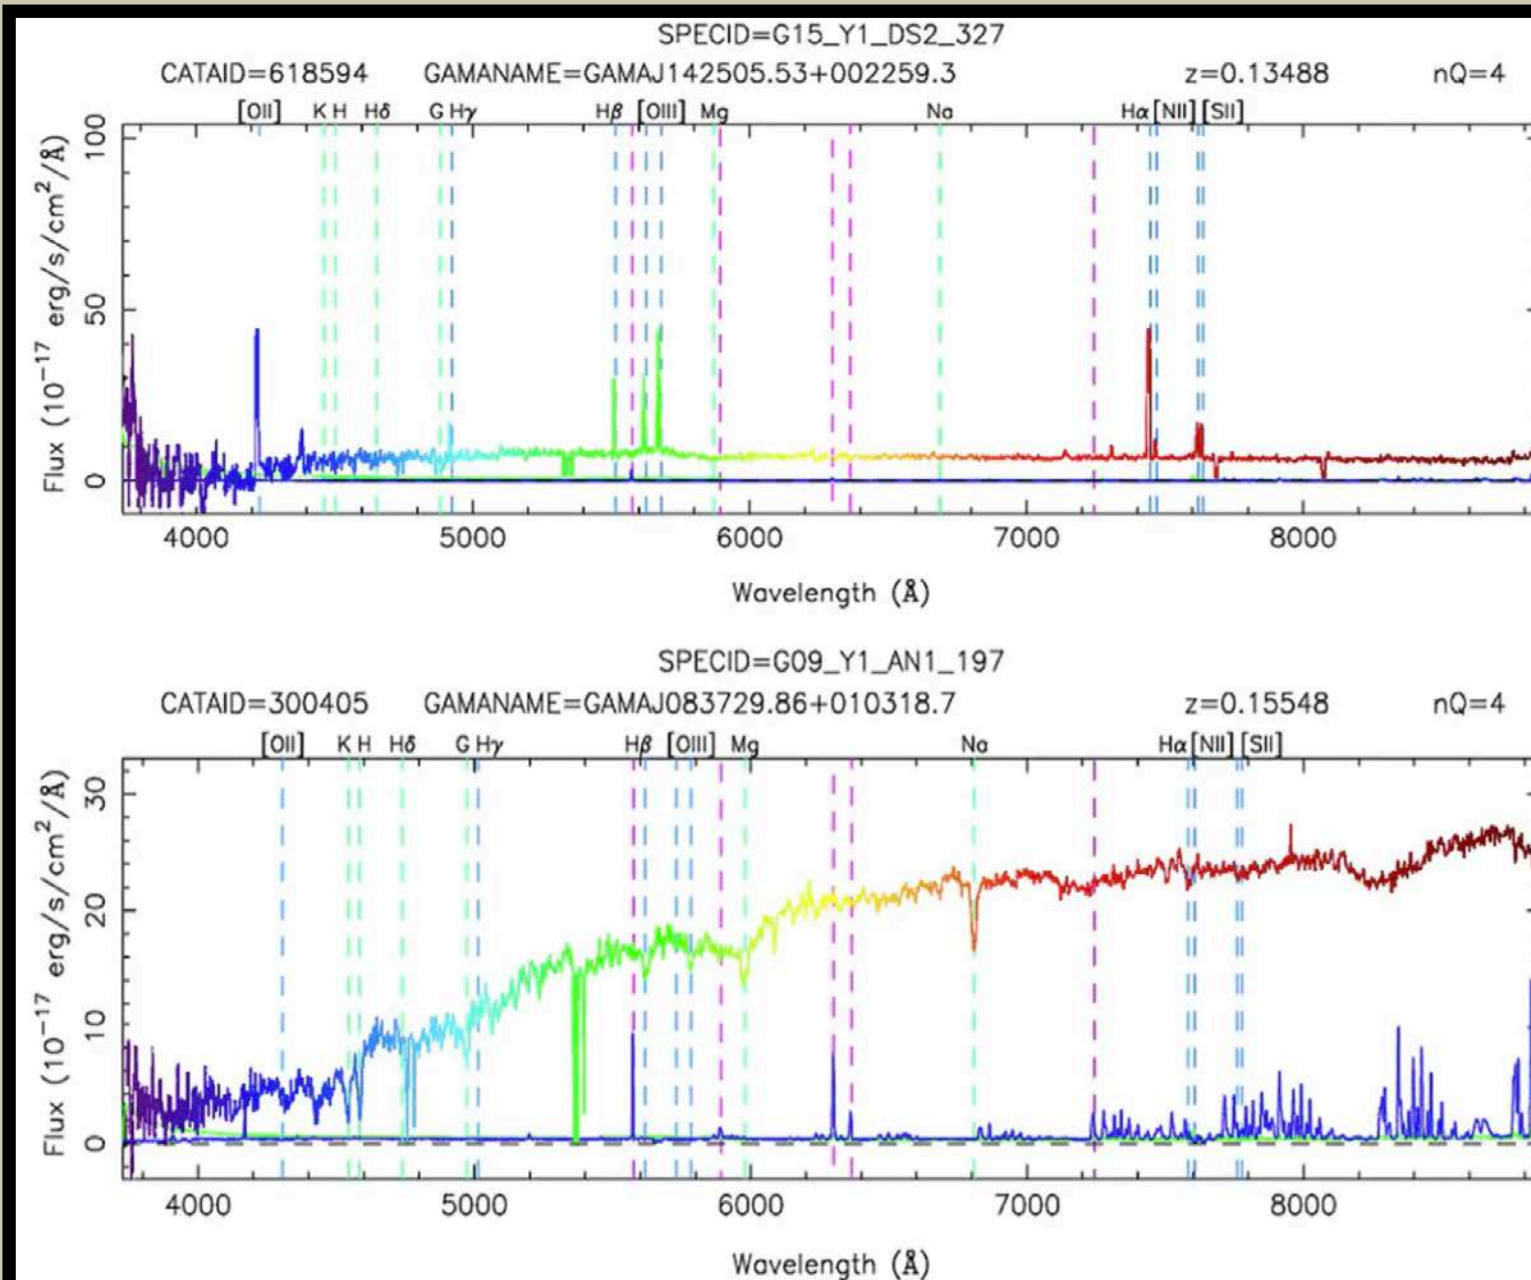 SPECID=G15_Y1_DS2_327
CATAID=618594 GAMANAME=GAMAJ142505.53+002259.3 z=0.13488 nQ=4
[OII] K H Hδ G Hγ Hβ [OIII] Mg Na Hα [NII] [SII]
100
50
0
Flux (10⁻¹⁷ erg/s/cm²/Å)
4000 5000 6000 7000 8000
Wavelength (Å)
SPECID=G09_Y1_AN1_197
CATAID=300405 GAMANAME=GAMAJ083729.86+010318.7 z=0.15548 nQ=4
[OII] K H Hδ G Hγ Hβ [OIII] Mg Na Hα [NII] [SII]
30
20
10
0
Flux (10⁻¹⁷ erg/s/cm²/Å)
4000 5000 6000 7000 8000
Wavelength (Å)